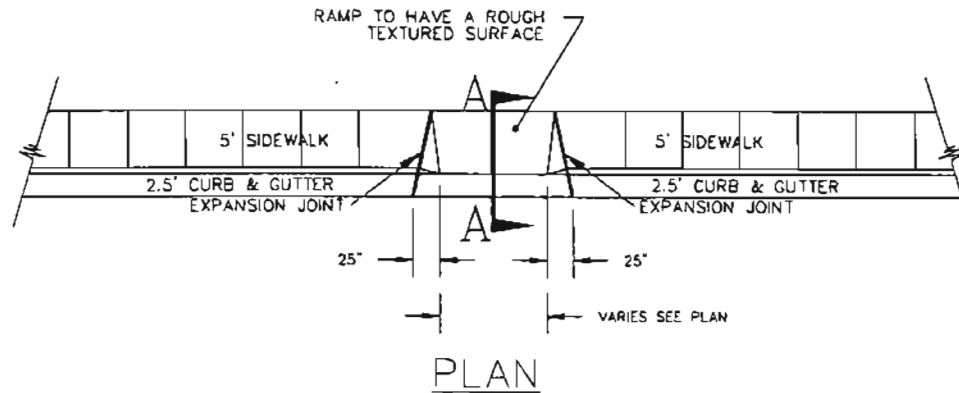 RAMP TO HAVE A ROUGH
TEXTURED SURFACE
A
5' SIDEWALK
5' SIDEWALK
2.5' CURB & GUTTER
2.5' CURB & GUTTER
EXPANSION JOINT
EXPANSION JOINT
A
25"
25"
VARIES SEE PLAN
PLAN